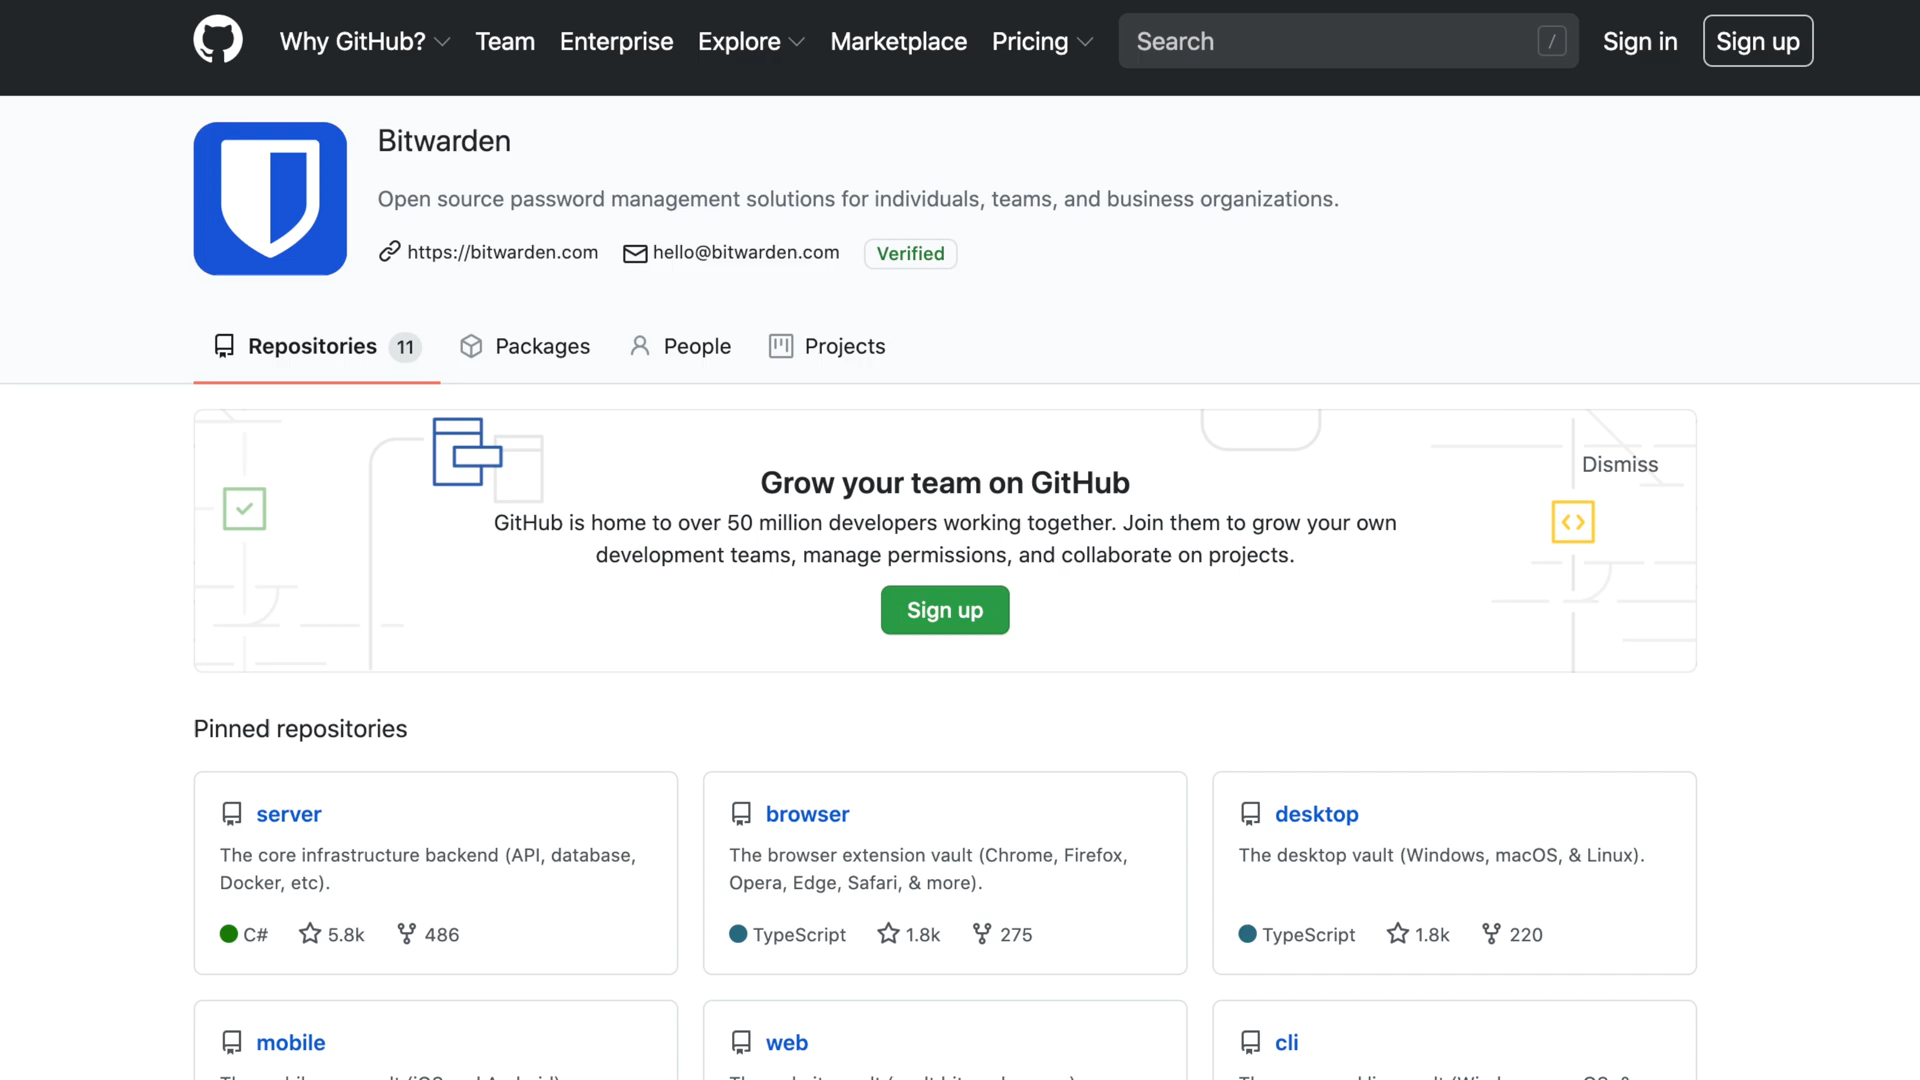 Why GitHub? Team Enterprise Explore Marketplace Pricing Search / Sign in Sign up
Bitwarden
Open source password management solutions for individuals, teams, and business organizations.
https://bitwarden.com hello@bitwarden.com Verified
Repositories 11 Packages People Projects
Dismiss
Grow your team on GitHub
GitHub is home to over 50 million developers working together. Join them to grow your own
development teams, manage permissions, and collaborate on projects.
Sign up
Pinned repositories
server
The core infrastructure backend (API, database,
Docker, etc).
C# 5.8k 486
browser
The browser extension vault (Chrome, Firefox,
Opera, Edge, Safari, & more).
TypeScript 1.8k 275
desktop
The desktop vault (Windows, macOS, & Linux).
TypeScript 1.8k 220
mobile
web
cli